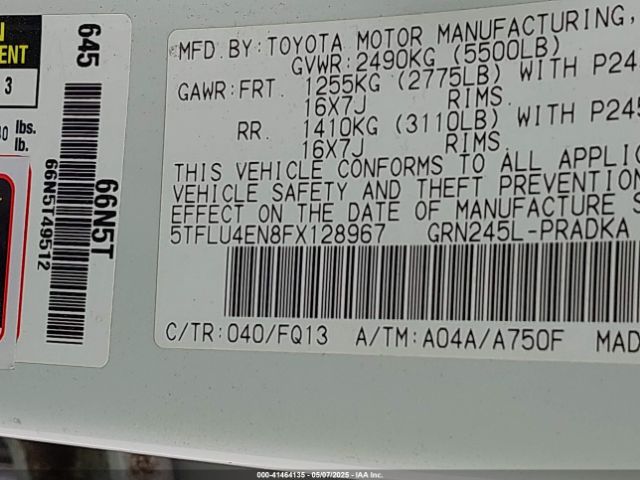 MFD. BY: TOYOTA MOTOR MANUFACTURING,
GVWR: 2490KG (5500LB)
GAWR: FRT. 1255KG (2775LB) WITH P245
16X7J RIMS.
RR. 1410KG (3110LB) WITH P245
16X7J RIMS.
THIS VEHICLE CONFORMS TO ALL APPLIC
VEHICLE SAFETY AND THEFT PREVENTION
EFFECT ON THE DATE OF MANUFACTURE S
5TFLU4EN8FX128967 GRN245L-PRADKA
C/TR: 040/FQ13 A/TM: A04A/A750F MAD
645
66N5T
66N5T49512
3
lbs.
lb.
000-41464135 - 05/07/2025 - IAA Inc.